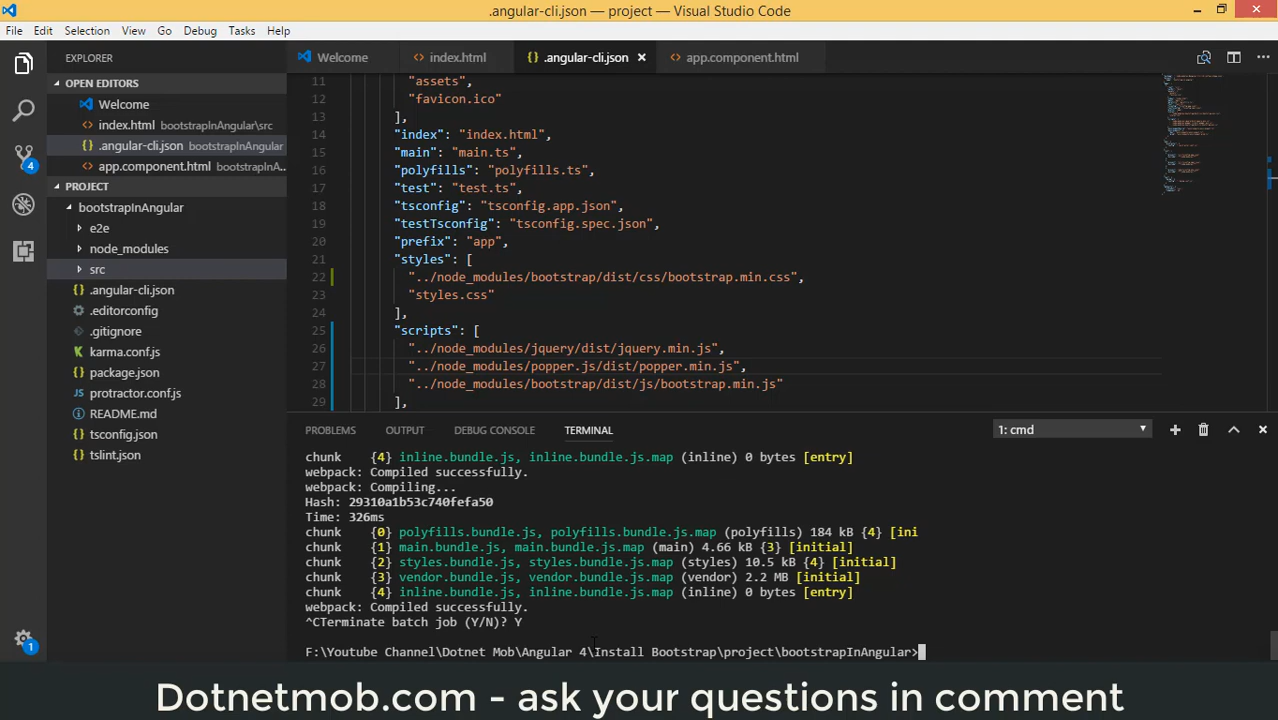 .angular-cli.json — project — Visual Studio Code
File Edit Selection View Go Debug Tasks Help
EXPLORER
OPEN EDITORS
Welcome
index.html bootstrapInAngular\src
{} .angular-cli.json bootstrapInAngular
app.component.html bootstrapInA...
PROJECT
bootstrapInAngular
e2e
node_modules
src
{} .angular-cli.json
.editorconfig
.gitignore
karma.conf.js
{} package.json
JS protractor.conf.js
README.md
{} tsconfig.json
{} tslint.json
4
1
Welcome
<> index.html
{} .angular-cli.json ×
<> app.component.html
11 "assets",
12 "favicon.ico"
13 ],
14 "index": "index.html",
15 "main": "main.ts",
16 "polyfills": "polyfills.ts",
17 "test": "test.ts",
18 "tsconfig": "tsconfig.app.json",
19 "testTsconfig": "tsconfig.spec.json",
20 "prefix": "app",
21 "styles": [
22 "../node_modules/bootstrap/dist/css/bootstrap.min.css",
23 "styles.css"
24 ],
25 "scripts": [
26 "../node_modules/jquery/dist/jquery.min.js",
27 "../node_modules/popper.js/dist/popper.min.js",
28 "../node_modules/bootstrap/dist/js/bootstrap.min.js"
29 ],
PROBLEMS OUTPUT DEBUG CONSOLE TERMINAL 1: cmd
chunk {4} inline.bundle.js, inline.bundle.js.map (inline) 0 bytes [entry]
webpack: Compiled successfully.
webpack: Compiling...
Hash: 29310a1b53c740fefa50
Time: 326ms
chunk {0} polyfills.bundle.js, polyfills.bundle.js.map (polyfills) 184 kB {4} [ini
chunk {1} main.bundle.js, main.bundle.js.map (main) 4.66 kB {3} [initial]
chunk {2} styles.bundle.js, styles.bundle.js.map (styles) 10.5 kB {4} [initial]
chunk {3} vendor.bundle.js, vendor.bundle.js.map (vendor) 2.2 MB [initial]
chunk {4} inline.bundle.js, inline.bundle.js.map (inline) 0 bytes [entry]
webpack: Compiled successfully.
^CTerminate batch job (Y/N)? Y
F:\Youtube Channel\Dotnet Mob\Angular 4\Install Bootstrap\project\bootstrapInAngular>
Dotnetmob.com - ask your questions in comment